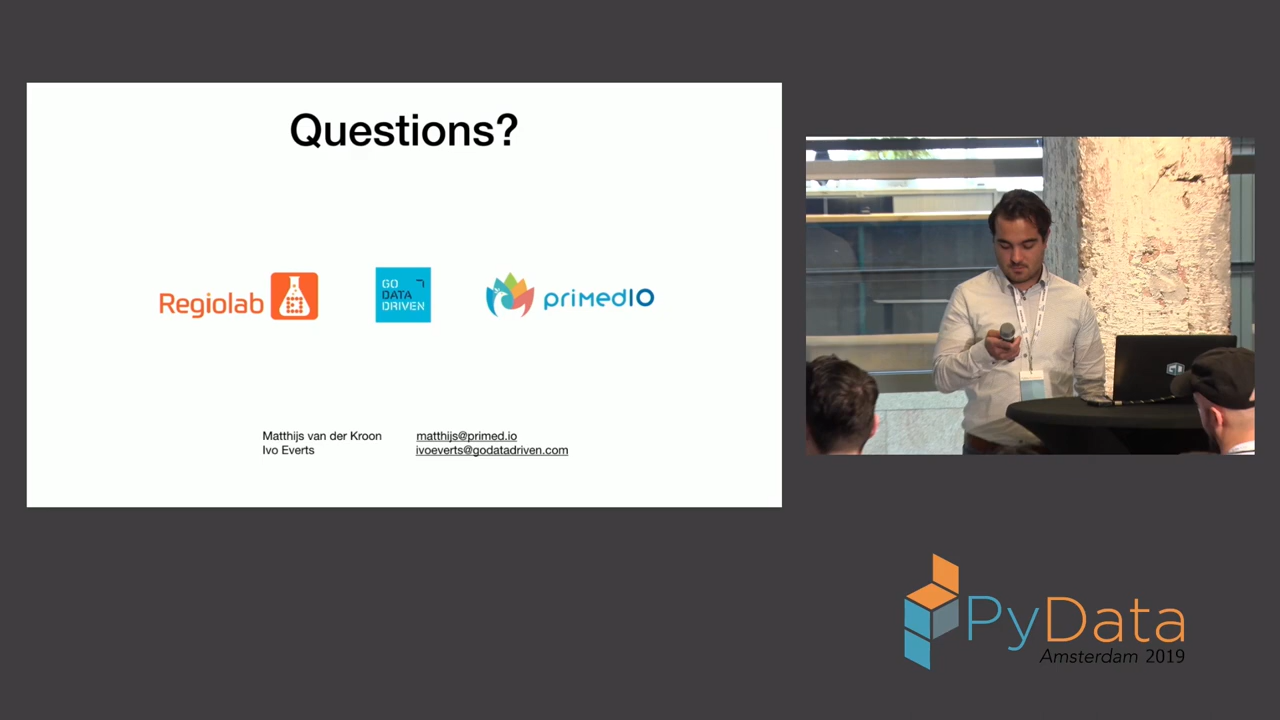 Questions?
Regiolab
GO
DATA
DRIVEN
primedIO
Matthijs van der Kroon matthijs@primed.io
Ivo Everts ivoeverts@godatadriven.com
PyData
Amsterdam 2019